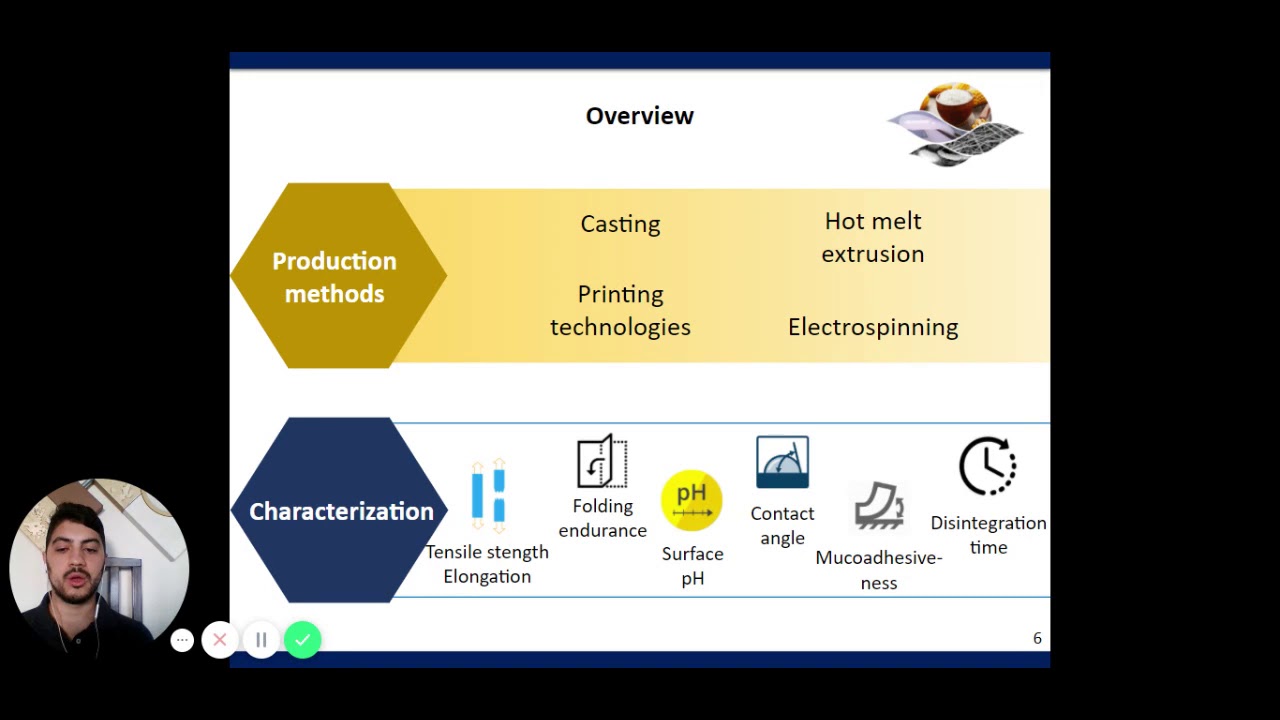 Overview
Production
methods
Casting
Hot melt
extrusion
Printing
technologies
Electrospinning
Characterization
Tensile stength
Elongation
Folding
endurance
pH
Surface
pH
Contact
angle
Mucoadhesive-
ness
Disintegration
time
6